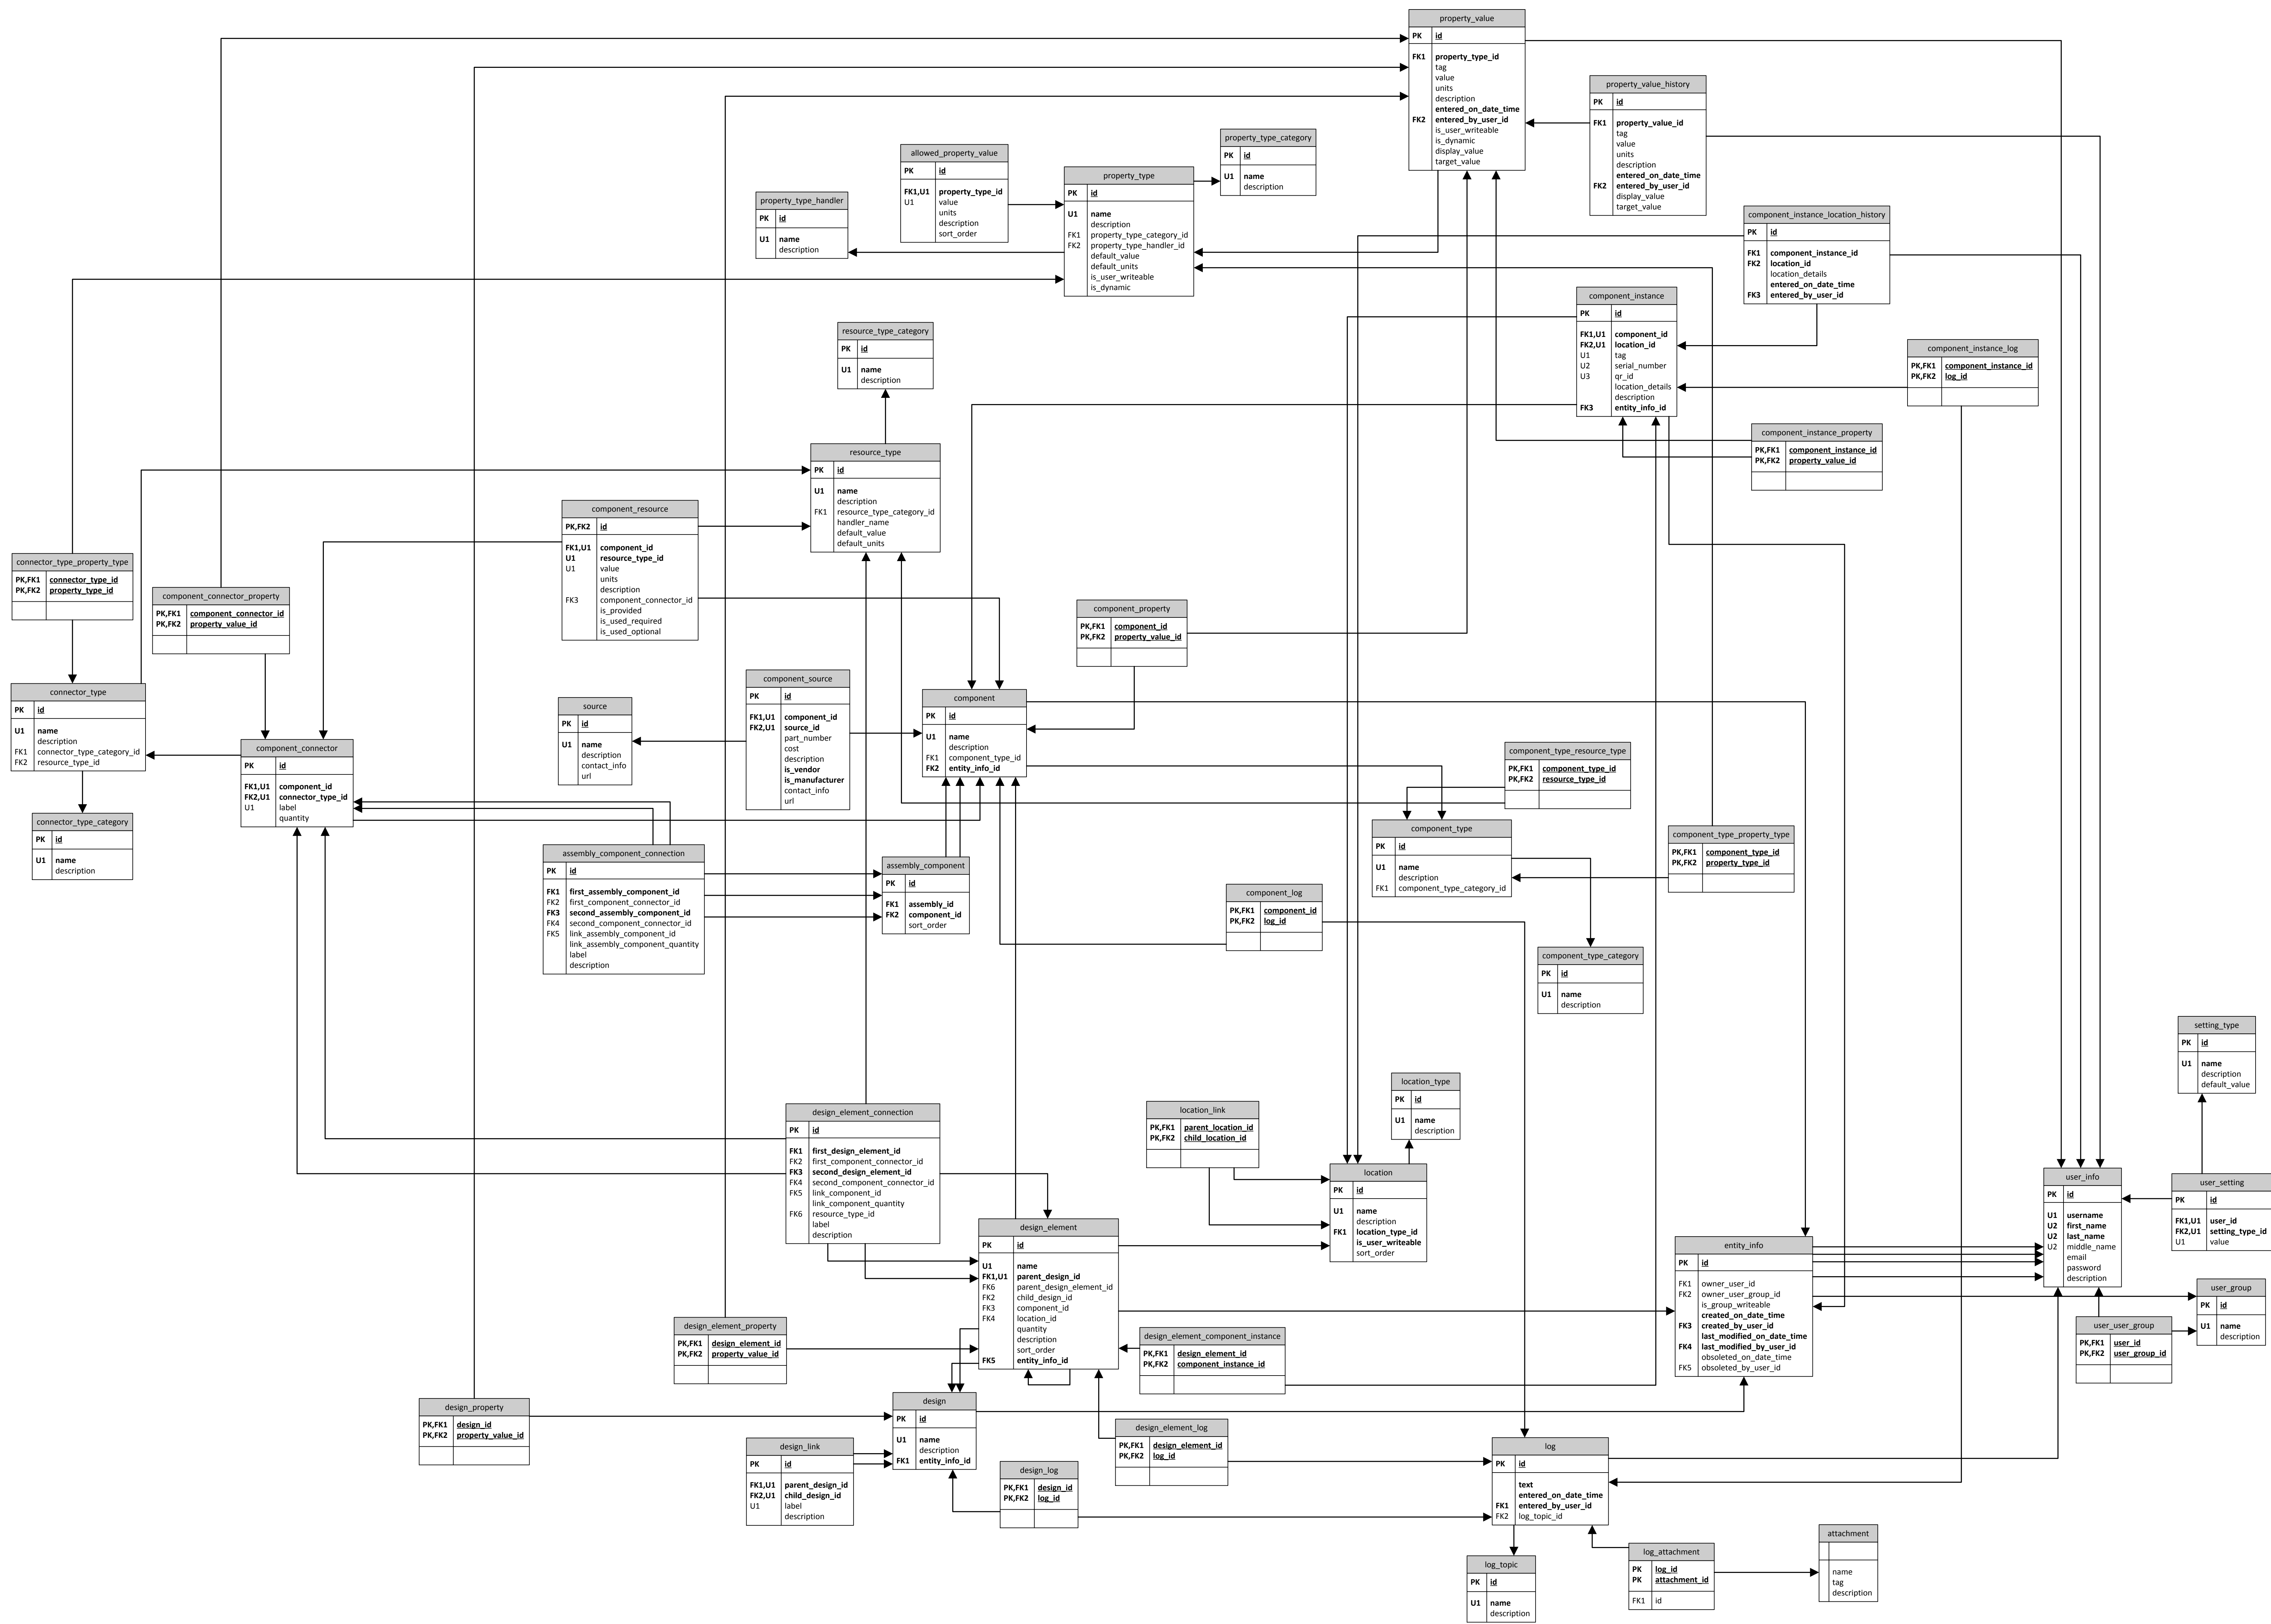 property_value
PK id
FK1 property_type_id
tag
value
units
description
entered_on_date_time
FK2 entered_by_user_id
is_user_writeable
is_dynamic
display_value
target_value
property_value_history
PK id
FK1 property_value_id
tag
value
units
description
entered_on_date_time
FK2 entered_by_user_id
display_value
target_value
property_type_category
PK id
U1 name
description
allowed_property_value
PK id
FK1,U1 property_type_id
U1 value
units
description
sort_order
property_type
PK id
U1 name
description
FK1 property_type_category_id
FK2 property_type_handler_id
default_value
default_units
is_user_writeable
is_dynamic
property_type_handler
PK id
U1 name
description
component_instance_location_history
PK id
FK1 component_instance_id
FK2 location_id
location_details
entered_on_date_time
FK3 entered_by_user_id
component_instance
PK id
FK1,U1 component_id
FK2,U1 location_id
U1 tag
U2 serial_number
U3 qr_id
location_details
description
FK3 entity_info_id
component_instance_log
PK,FK1 component_instance_id
PK,FK2 log_id
component_instance_property
PK,FK1 component_instance_id
PK,FK2 property_value_id
resource_type_category
PK id
U1 name
description
resource_type
PK id
U1 name
description
FK1 resource_type_category_id
handler_name
default_value
default_units
component_resource
PK,FK2 id
FK1,U1 component_id
U1 resource_type_id
U1 value
units
description
FK3 component_connector_id
is_provided
is_used_required
is_used_optional
connector_type_property_type
PK,FK1 connector_type_id
PK,FK2 property_type_id
component_connector_property
PK,FK1 component_connector_id
PK,FK2 property_value_id
component_property
PK,FK1 component_id
PK,FK2 property_value_id
connector_type
PK id
U1 name
description
FK1 connector_type_category_id
FK2 resource_type_id
source
PK id
U1 name
description
contact_info
url
component_source
PK id
FK1,U1 component_id
FK2,U1 source_id
part_number
cost
description
is_vendor
is_manufacturer
contact_info
url
component
PK id
U1 name
description
FK1 component_type_id
FK2 entity_info_id
component_connector
PK id
FK1,U1 component_id
FK2,U1 connector_type_id
U1 label
quantity
connector_type_category
PK id
U1 name
description
component_type_resource_type
PK,FK1 component_type_id
PK,FK2 resource_type_id
component_type
PK id
U1 name
description
FK1 component_type_category_id
component_type_property_type
PK,FK1 component_type_id
PK,FK2 property_type_id
assembly_component_connection
PK id
FK1 first_assembly_component_id
FK2 first_component_connector_id
FK3 second_assembly_component_id
FK4 second_component_connector_id
FK5 link_assembly_component_id
link_assembly_component_quantity
label
description
assembly_component
PK id
FK1 assembly_id
FK2 component_id
sort_order
component_log
PK,FK1 component_id
PK,FK2 log_id
component_type_category
PK id
U1 name
description
setting_type
PK id
U1 name
description
default_value
location_type
PK id
U1 name
description
location_link
PK,FK1 parent_location_id
PK,FK2 child_location_id
design_element_connection
PK id
FK1 first_design_element_id
FK2 first_component_connector_id
FK3 second_design_element_id
FK4 second_component_connector_id
FK5 link_component_id
link_component_quantity
FK6 resource_type_id
label
description
location
PK id
U1 name
description
FK1 location_type_id
is_user_writeable
sort_order
user_info
PK id
U1 username
U2 first_name
U2 last_name
U2 middle_name
email
password
description
user_setting
PK id
FK1,U1 user_id
FK2,U1 setting_type_id
U1 value
design_element
PK id
U1 name
FK1,U1 parent_design_id
FK6 parent_design_element_id
FK2 child_design_id
FK3 component_id
FK4 location_id
quantity
description
sort_order
FK5 entity_info_id
entity_info
PK id
FK1 owner_user_id
FK2 owner_user_group_id
is_group_writeable
created_on_date_time
FK3 created_by_user_id
last_modified_on_date_time
FK4 last_modified_by_user_id
obsoleted_on_date_time
FK5 obsoleted_by_user_id
user_group
PK id
U1 name
description
user_user_group
PK,FK1 user_id
PK,FK2 user_group_id
design_element_property
PK,FK1 design_element_id
PK,FK2 property_value_id
design_element_component_instance
PK,FK1 design_element_id
PK,FK2 component_instance_id
design_property
PK,FK1 design_id
PK,FK2 property_value_id
design
PK id
U1 name
description
FK1 entity_info_id
design_link
PK id
FK1,U1 parent_design_id
FK2,U1 child_design_id
U1 label
description
design_element_log
PK,FK1 design_element_id
PK,FK2 log_id
design_log
PK,FK1 design_id
PK,FK2 log_id
log
PK id
text
entered_on_date_time
FK1 entered_by_user_id
FK2 log_topic_id
log_topic
PK id
U1 name
description
log_attachment
PK log_id
PK attachment_id
FK1 id
attachment
name
tag
description